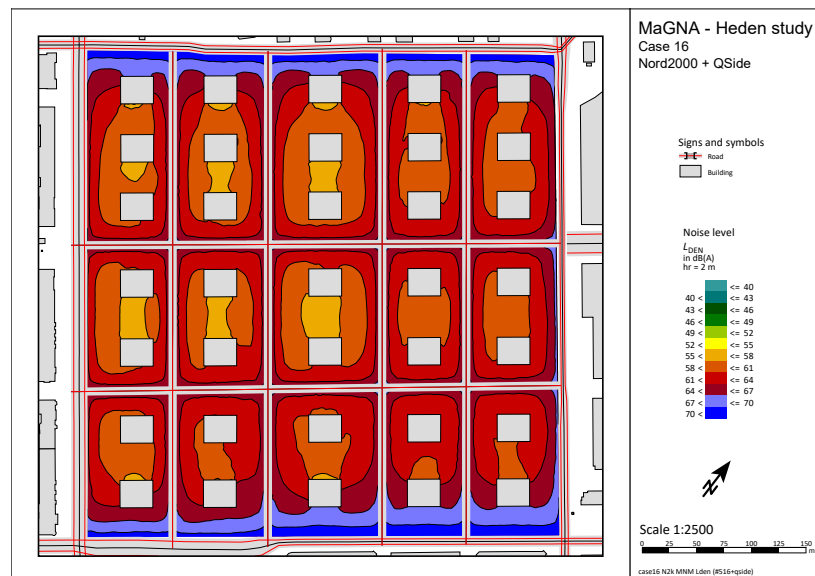 MaGNA - Heden study
Case 16
Nord2000 + QSide
Signs and symbols
Road
Building
Noise level
LDEN
in dB(A)
hr = 2 m
<= 40
40 < <= 43
43 < <= 46
46 < <= 49
49 < <= 52
52 < <= 55
55 < <= 58
58 < <= 61
61 < <= 64
64 < <= 67
67 < <= 70
70 <
N
Scale 1:2500
0 25 50 75 100 125 150
m
case16 N2k MNM Lden (#516+qside)